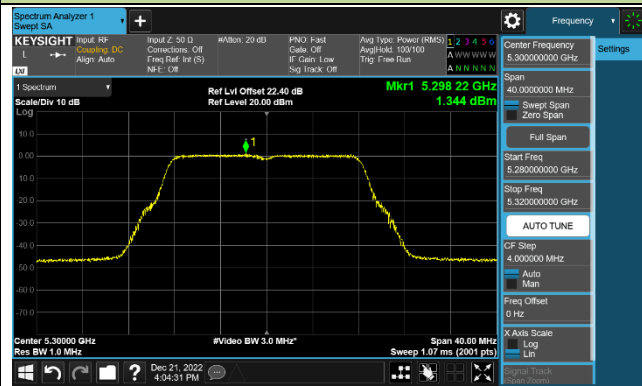 Spectrum Analyzer 1
Swept SA
Frequency
KEYSIGHT
L
Input: RF
Coupling: DC
Align: Auto
Input Z: 50 Ω
Corrections: Off
Freq Ref: Int (S)
NFE: Off
#Atten: 20 dB
PNO: Fast
Gate: Off
IF Gain: Low
Sig Track: Off
Avg Type: Power (RMS)
Avg|Hold: 100/100
Trig: Free Run
1 2 3 4 5 6
A W W W W W
A N N N N N
1 Spectrum
Scale/Div 10 dB
Log
Ref Lvl Offset 22.40 dB
Ref Level 20.00 dBm
Mkr1 5.298 22 GHz
1.344 dBm
1
10.0
0.00
-10.0
-20.0
-30.0
-40.0
-50.0
-60.0
-70.0
Center 5.30000 GHz
Res BW 1.0 MHz
#Video BW 3.0 MHz*
Span 40.00 MHz
Sweep 1.07 ms (2001 pts)
Dec 21, 2022
4:04:31 PM
Center Frequency
5.300000000 GHz
Settings
Span
40.0000000 MHz
Swept Span
Zero Span
Full Span
Start Freq
5.280000000 GHz
Stop Freq
5.320000000 GHz
AUTO TUNE
CF Step
4.000000 MHz
Auto
Man
Freq Offset
0 Hz
X Axis Scale
Log
Lin
Signal Track
(Span Zoom)